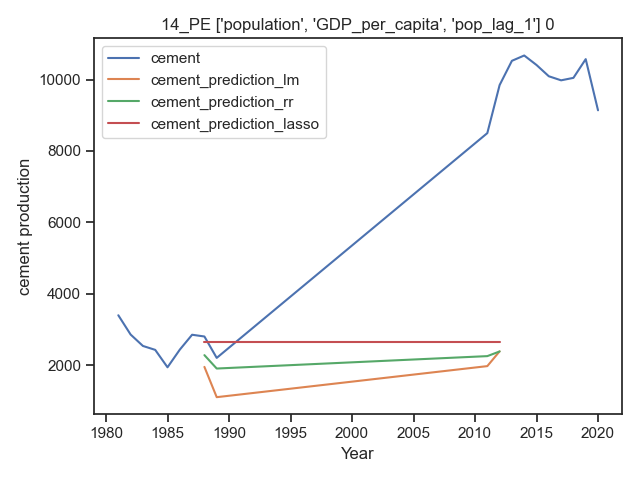 14_PE ['population', 'GDP_per_capita', 'pop_lag_1'] 0
cement
cement_prediction_lm
cement_prediction_rr
cement_prediction_lasso
cement production
10000
8000
6000
4000
2000
1980 1985 1990 1995 2000 2005 2010 2015 2020
Year